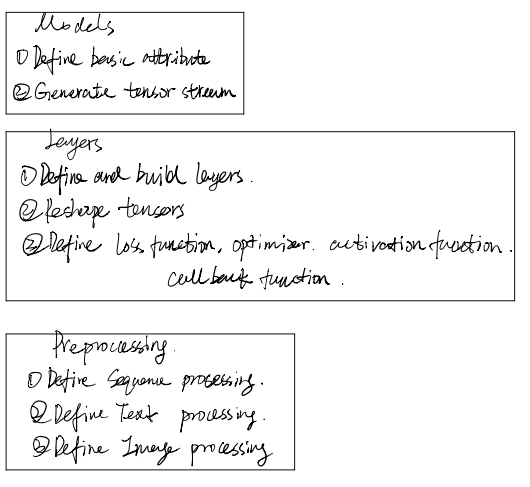 Models
① Define basic attribute
② Generate tensor stream
Layers
① Define and build layers.
② Reshape tensors
③ Define loss function, optimizer. activation function.
callback function.
Preprocessing.
① Define Sequence processing.
② Define Text processing.
③ Define Image processing